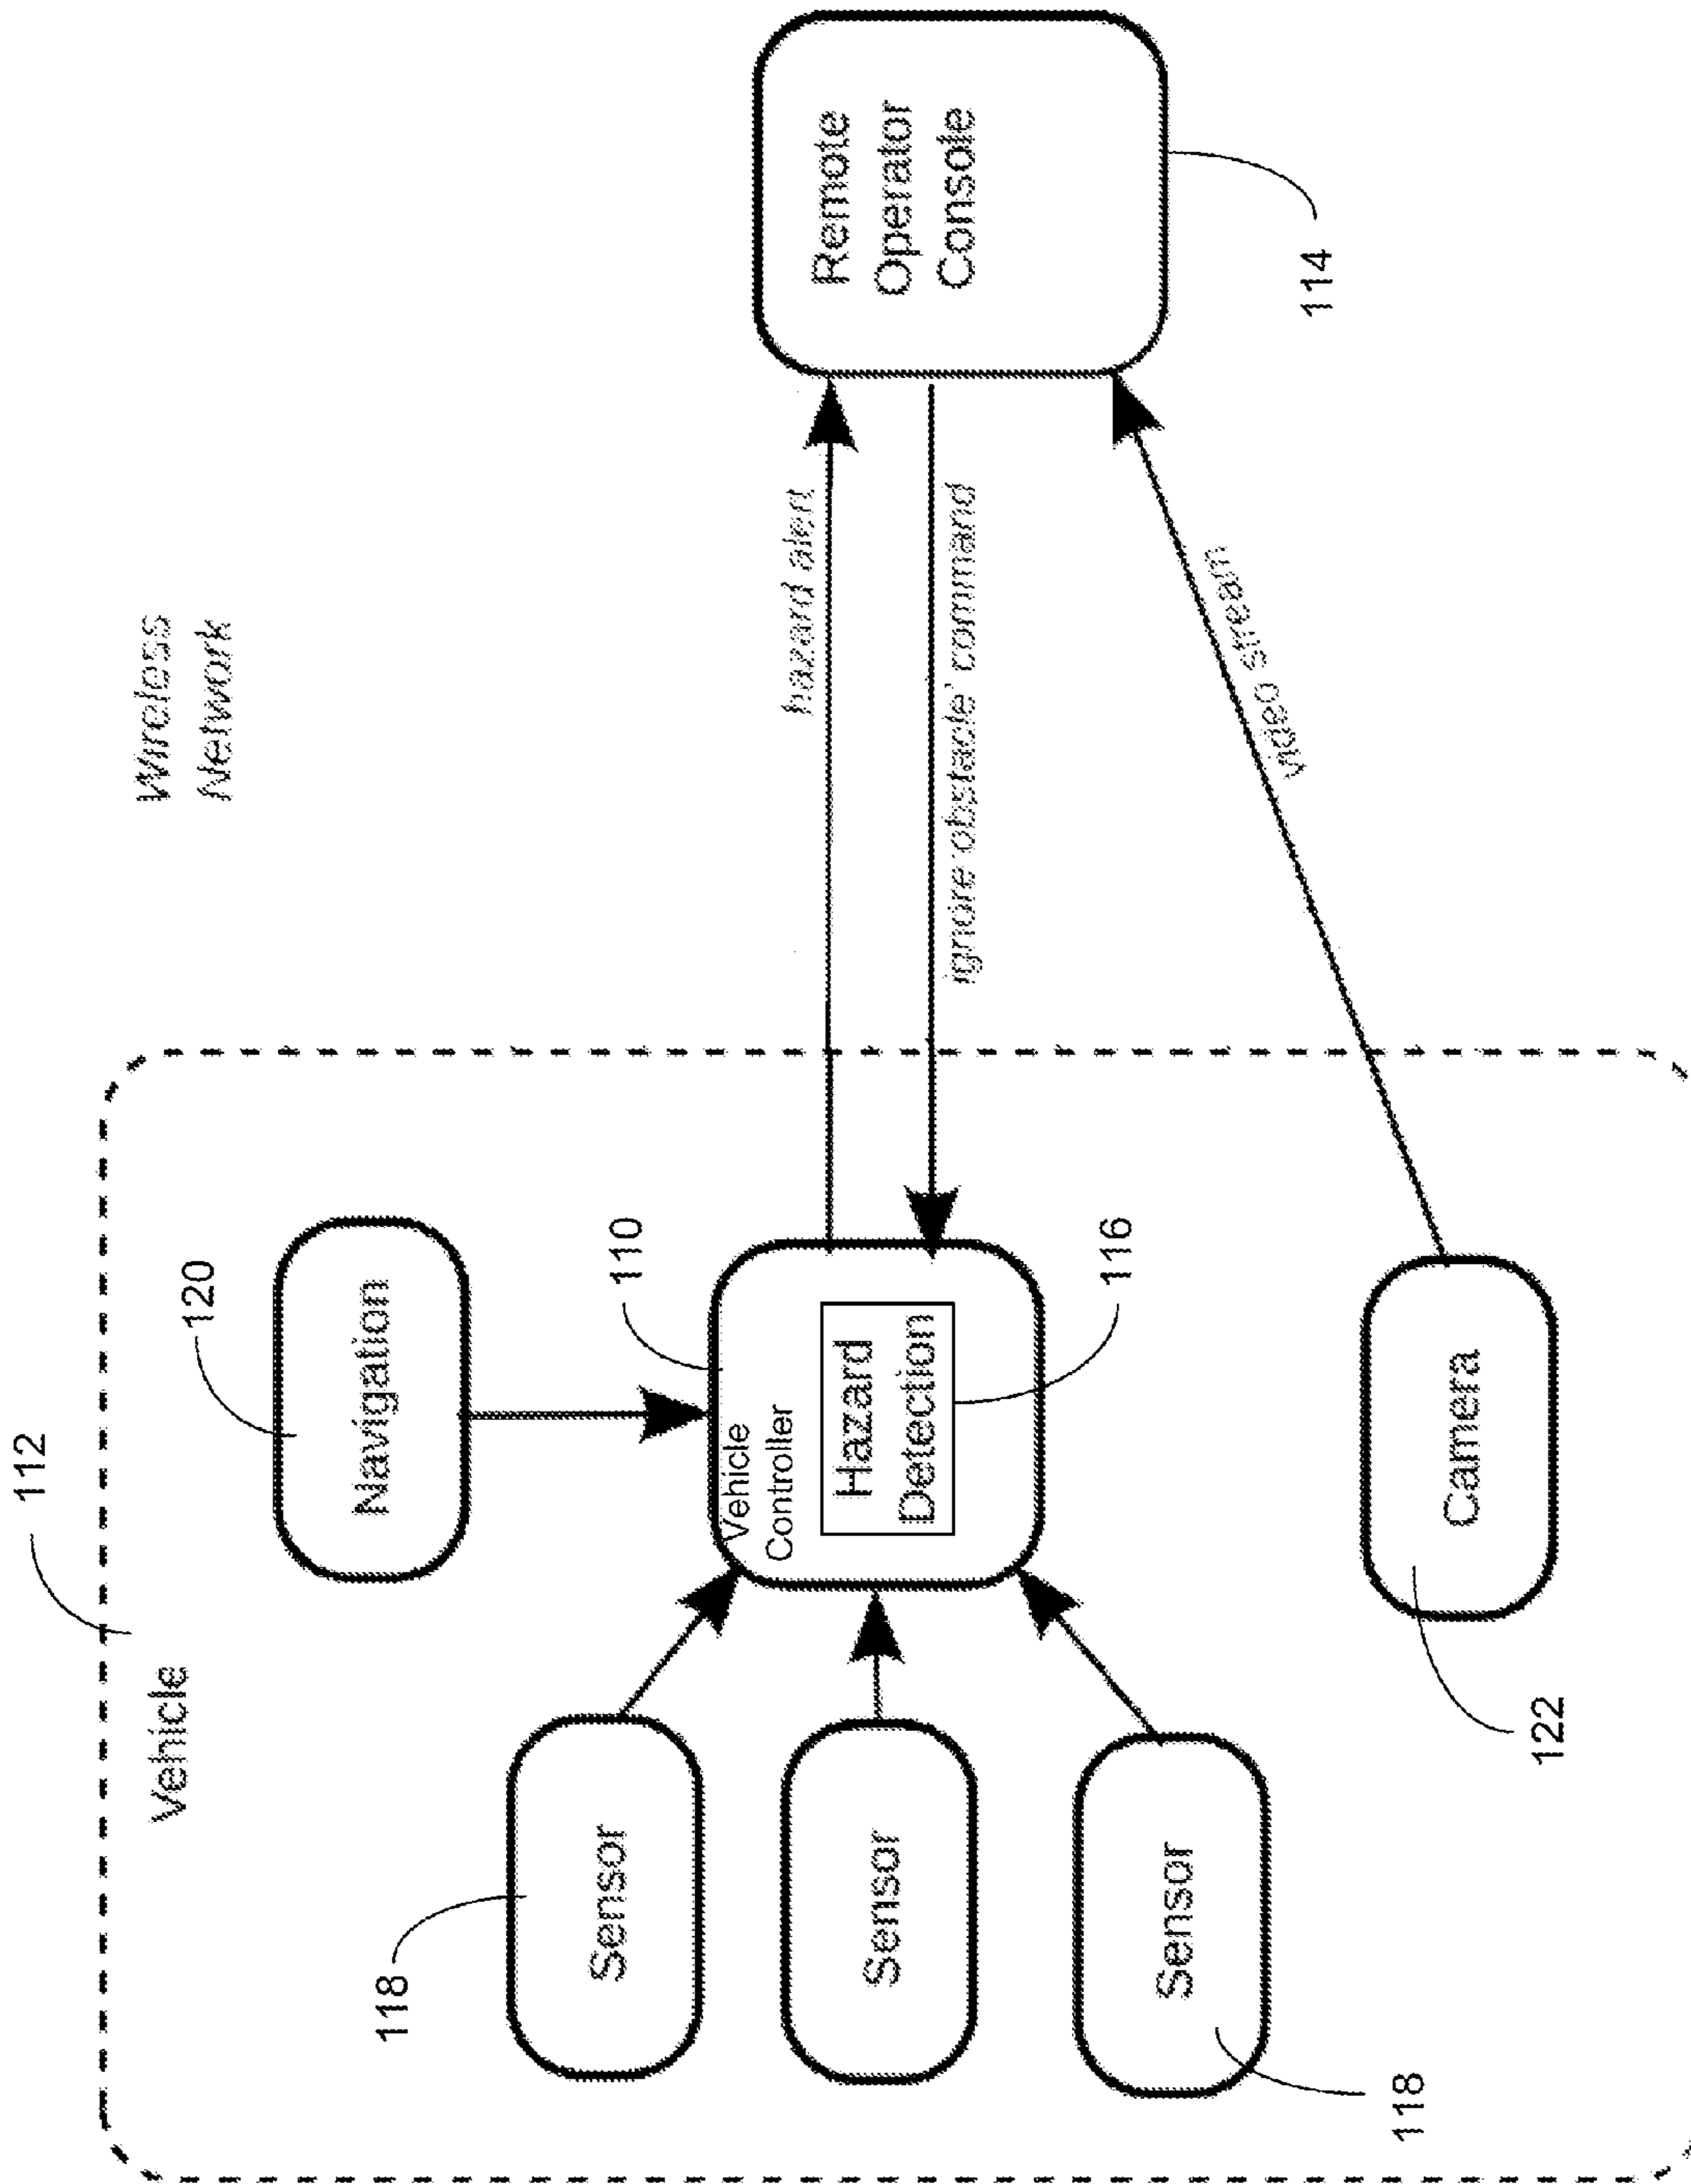 112
Vehicle
Wireless
Network
120
Navigation
118
Sensor
Sensor
Sensor
118
110
Vehicle
Controller
Hazard
Detection
116
hazard alert
ignore obstacle' command
video stream
Remote
Operator
Console
114
Camera
122